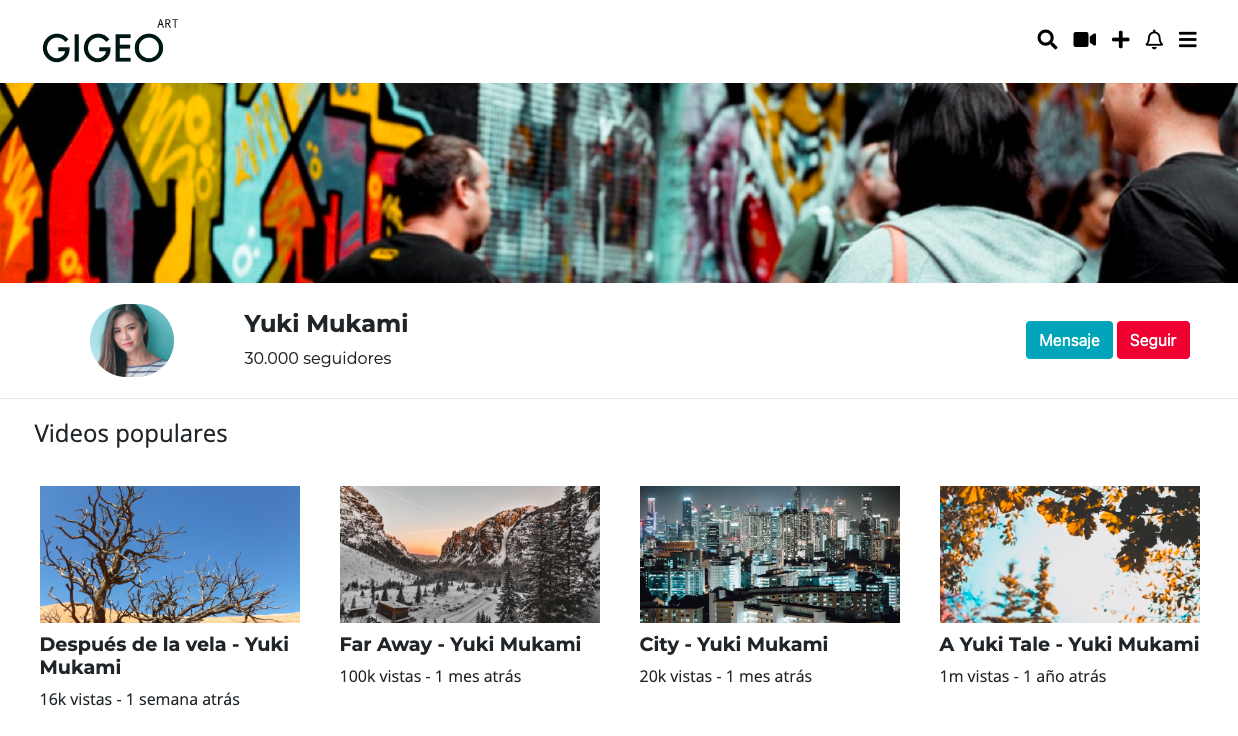 ART
GIGEO
Yuki Mukami
30.000 seguidores
Mensaje
Seguir
Videos populares
Después de la vela - Yuki
Mukami
16k vistas - 1 semana atrás
Far Away - Yuki Mukami
100k vistas - 1 mes atrás
City - Yuki Mukami
20k vistas - 1 mes atrás
A Yuki Tale - Yuki Mukami
1m vistas - 1 año atrás